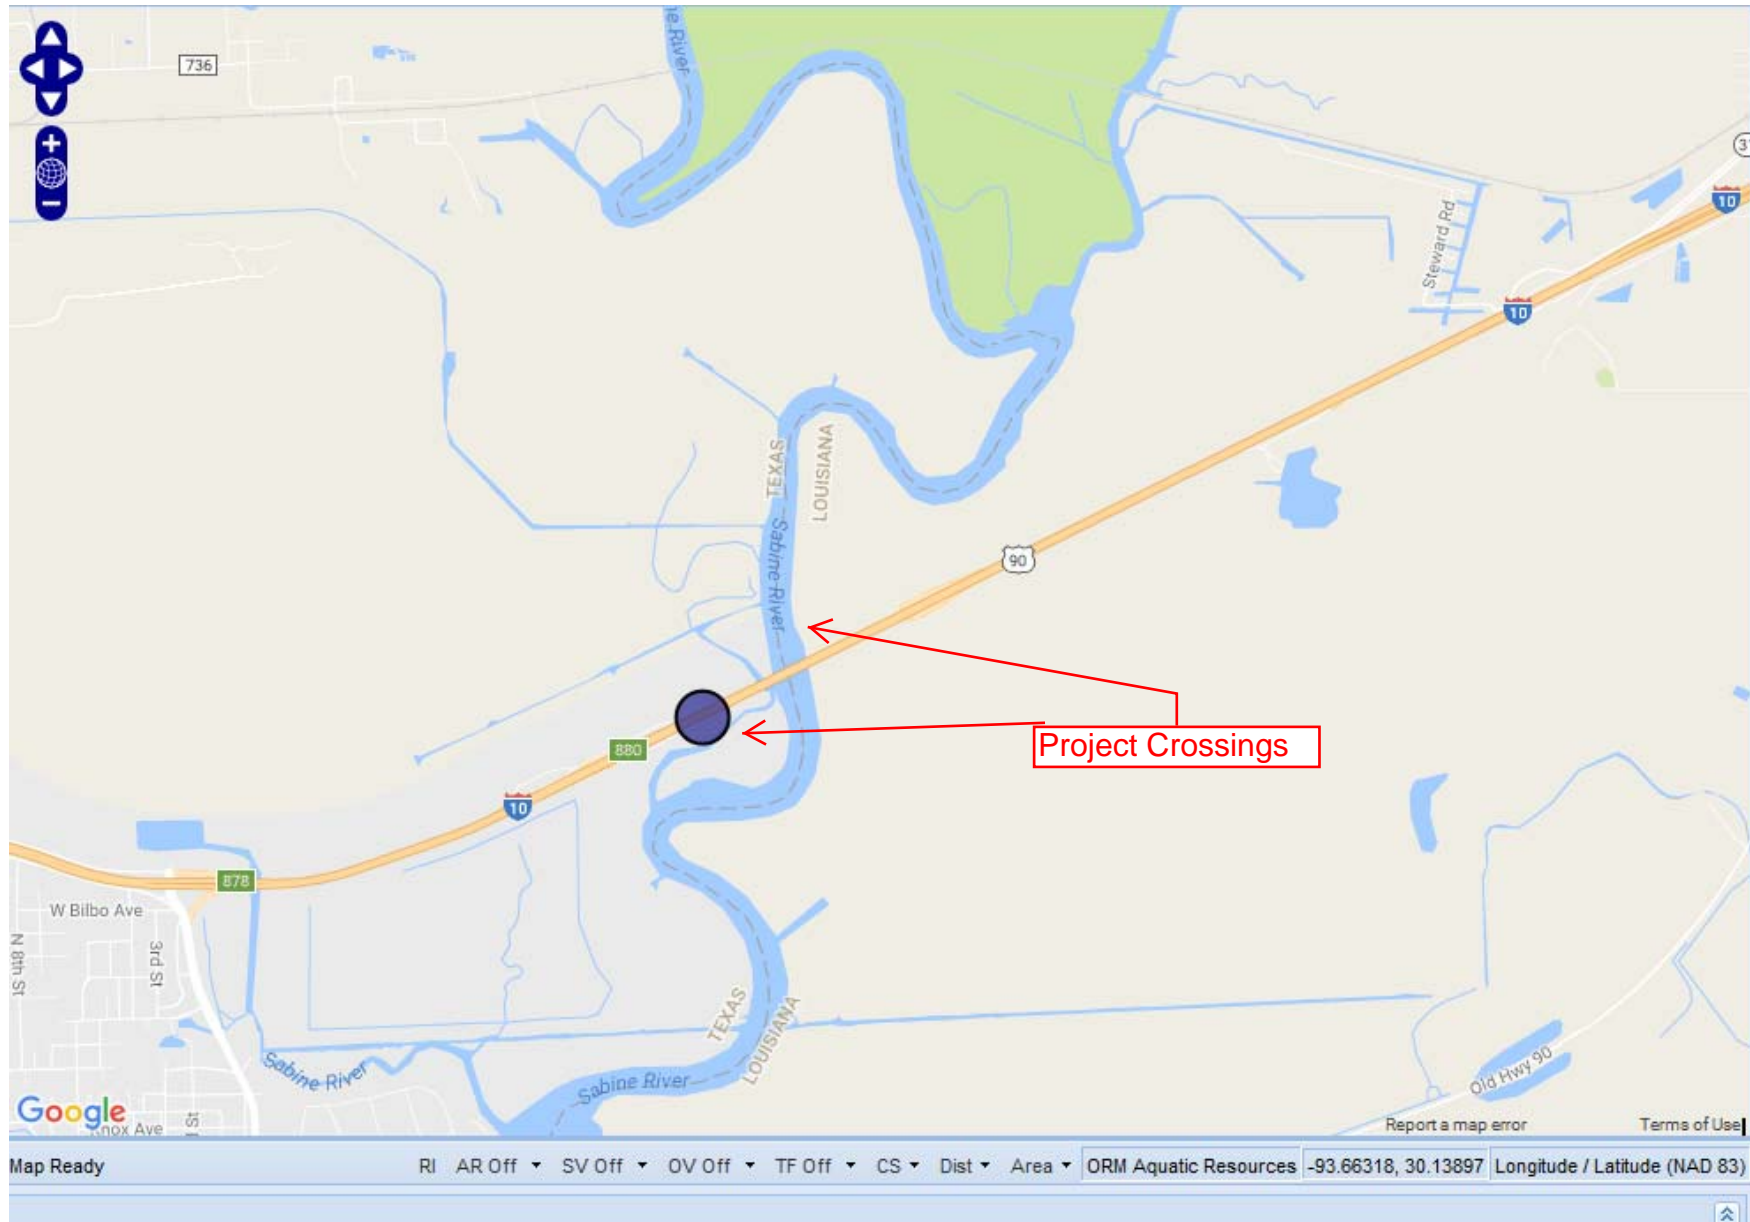 ne River
736
31
10
Steward Rd
10
TEXAS
LOUISIANA
Sabine River
90
Project Crossings
880
10
878
W Bilbo Ave
N 8th St
3rd St
TEXAS
LOUISIANA
Sabine River
Sabine River
Old Hwy 90
Google
Knox Ave
St
Report a map error
Terms of Use
Map Ready
RI AR Off SV Off OV Off TF Off CS Dist Area ORM Aquatic Resources -93.66318, 30.13897 Longitude / Latitude (NAD 83)